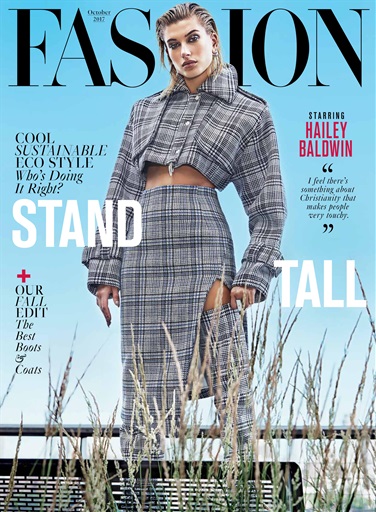 October
2017
FASHION
COOL
SUSTAINABLE
ECO STYLE
Who's Doing
It Right?
STARRING
HAILEY
BALDWIN
“
I feel there's
something about
Christianity that
makes people
very touchy.
”
STAND
TALL
+
OUR
FALL
EDIT
The
Best
Boots
&
Coats